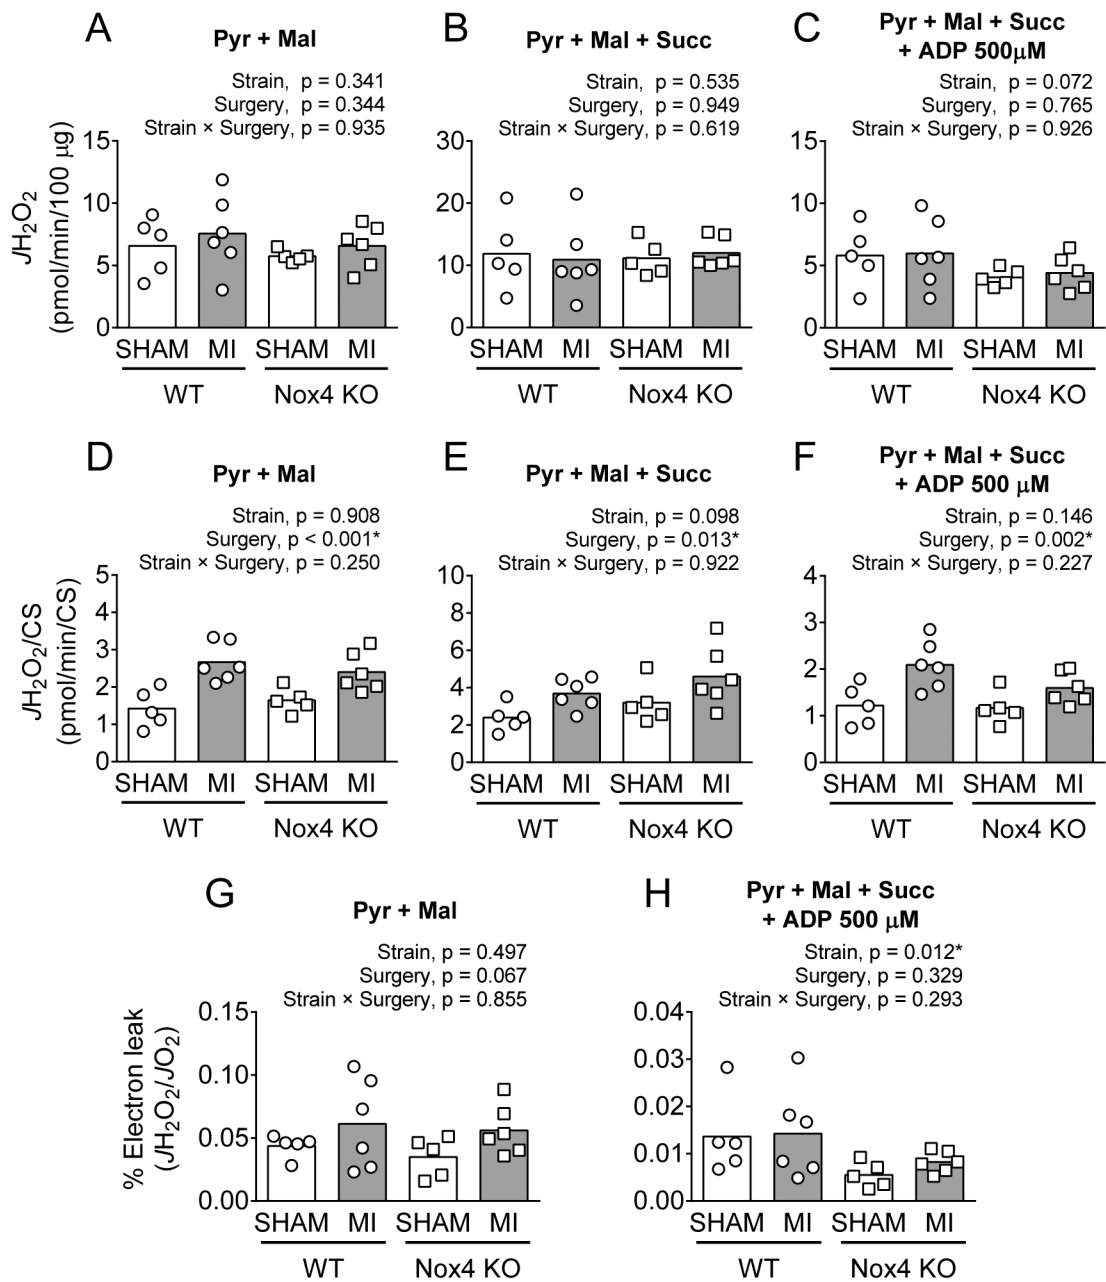 A
Pyr + Mal
Strain, p = 0.341
Surgery, p = 0.344
Strain × Surgery, p = 0.935
JH2O2
(pmol/min/100 µg)
15
10
5
0
SHAM MI SHAM MI
WT Nox4 KO
B
Pyr + Mal + Succ
Strain, p = 0.535
Surgery, p = 0.949
Strain × Surgery, p = 0.619
30
20
10
0
SHAM MI SHAM MI
WT Nox4 KO
C
Pyr + Mal + Succ
+ ADP 500µM
Strain, p = 0.072
Surgery, p = 0.765
Strain × Surgery, p = 0.926
15
10
5
0
SHAM MI SHAM MI
WT Nox4 KO
D
Pyr + Mal
Strain, p = 0.908
Surgery, p < 0.001*
Strain × Surgery, p = 0.250
JH2O2/CS
(pmol/min/CS)
5
4
3
2
1
0
SHAM MI SHAM MI
WT Nox4 KO
E
Pyr + Mal + Succ
Strain, p = 0.098
Surgery, p = 0.013*
Strain × Surgery, p = 0.922
10
8
6
4
2
0
SHAM MI SHAM MI
WT Nox4 KO
F
Pyr + Mal + Succ
+ ADP 500 µM
Strain, p = 0.146
Surgery, p = 0.002*
Strain × Surgery, p = 0.227
4
3
2
1
0
SHAM MI SHAM MI
WT Nox4 KO
G
Pyr + Mal
Strain, p = 0.497
Surgery, p = 0.067
Strain × Surgery, p = 0.855
% Electron leak
(JH2O2/JO2)
0.15
0.10
0.05
0.00
SHAM MI SHAM MI
WT Nox4 KO
H
Pyr + Mal + Succ
+ ADP 500 µM
Strain, p = 0.012*
Surgery, p = 0.329
Strain × Surgery, p = 0.293
0.04
0.03
0.02
0.01
0.00
SHAM MI SHAM MI
WT Nox4 KO